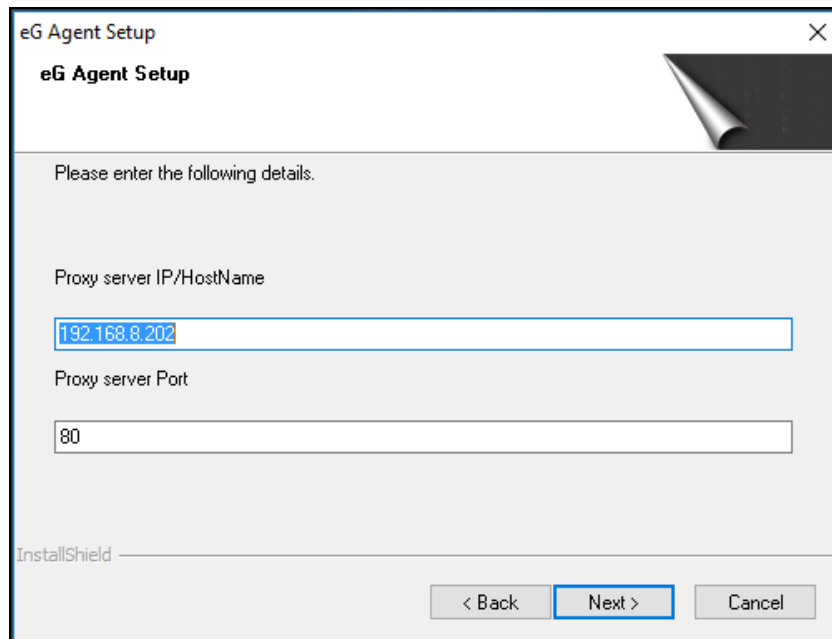 eG Agent Setup
eG Agent Setup
Please enter the following details.
Proxy server IP/HostName
192.168.8.202
Proxy server Port
80
InstallShield
< Back Next > Cancel